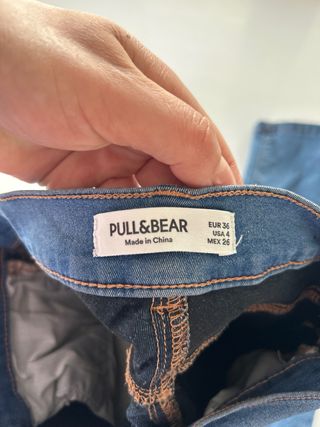 PULL&BEAR
Made in China
EUR 36
USA 4
MEX 26